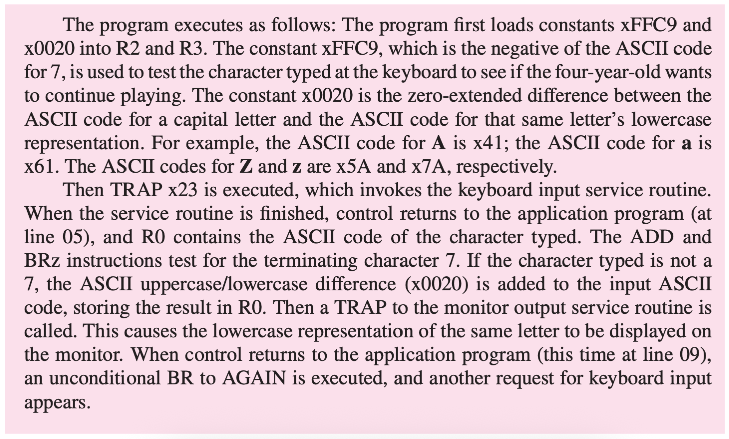 The program executes as follows: The program first loads constants xFFC9 and
x0020 into R2 and R3. The constant xFFC9, which is the negative of the ASCII code
for 7, is used to test the character typed at the keyboard to see if the four-year-old wants
to continue playing. The constant x0020 is the zero-extended difference between the
ASCII code for a capital letter and the ASCII code for that same letter's lowercase
representation. For example, the ASCII code for A is x41; the ASCII code for a is
x61. The ASCII codes for Z and z are x5A and x7A, respectively.
Then TRAP x23 is executed, which invokes the keyboard input service routine.
When the service routine is finished, control returns to the application program (at
line 05), and R0 contains the ASCII code of the character typed. The ADD and
BRz instructions test for the terminating character 7. If the character typed is not a
7, the ASCII uppercase/lowercase difference (x0020) is added to the input ASCII
code, storing the result in R0. Then a TRAP to the monitor output service routine is
called. This causes the lowercase representation of the same letter to be displayed on
the monitor. When control returns to the application program (this time at line 09),
an unconditional BR to AGAIN is executed, and another request for keyboard input
appears.